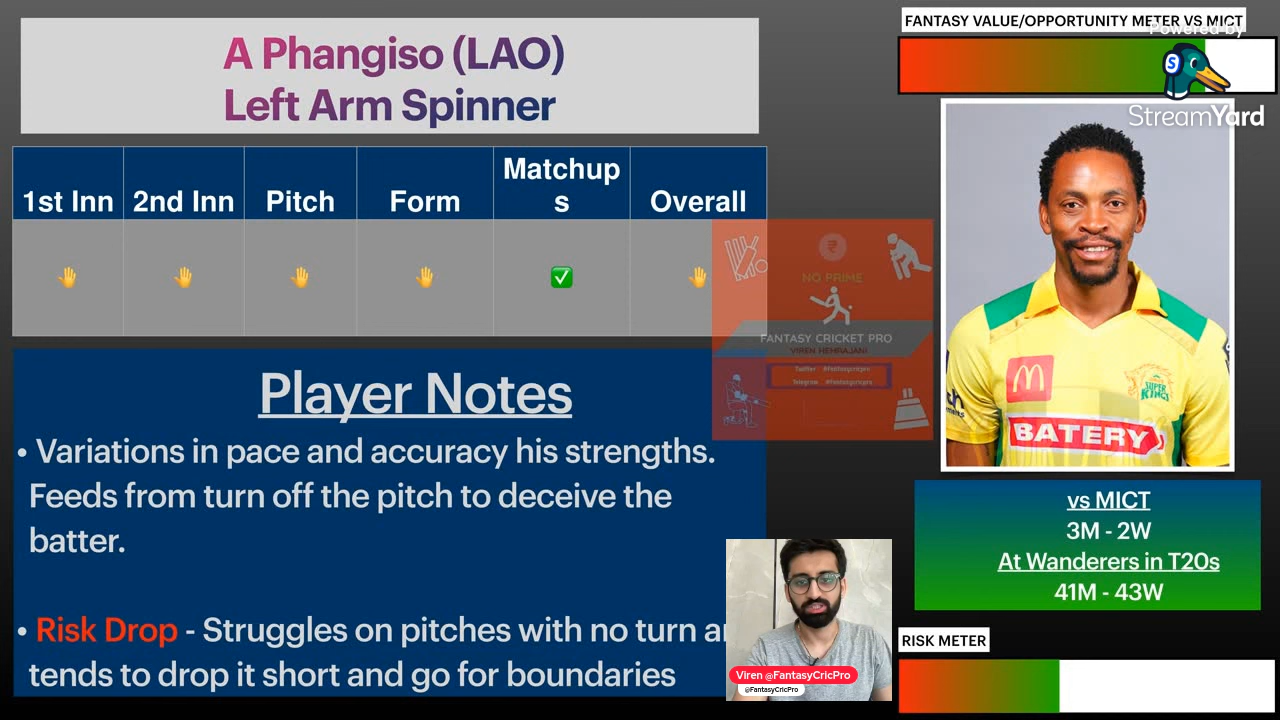 A Phangiso (LAO)
Left Arm Spinner
FANTASY VALUE/OPPORTUNITY METER VS MICT
Powered by
StreamYard
1st Inn 2nd Inn Pitch Form Matchup
s Overall
NO PRIME
FANTASY CRICKET PRO
VIREN HEMRAJANI
Twitter #fantasycricpro
Telegram #fantasycricpro
SUPER
KINGS
BATERY
Player Notes
• Variations in pace and accuracy his strengths.
Feeds from turn off the pitch to deceive the
batter.
• Risk Drop - Struggles on pitches with no turn
tends to drop it short and go for boundaries
vs MICT
3M - 2W
At Wanderers in T20s
41M - 43W
RISK METER
Viren @FantasyCricPro
@FantasyCricPro